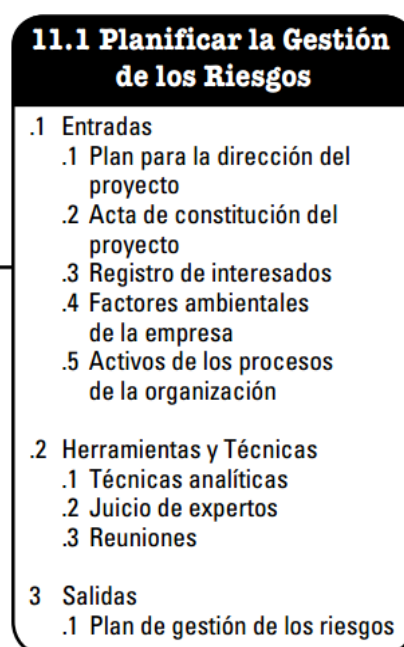 11.1 Planificar la Gestión
de los Riesgos
.1 Entradas
.1 Plan para la dirección del
proyecto
.2 Acta de constitución del
proyecto
.3 Registro de interesados
.4 Factores ambientales
de la empresa
.5 Activos de los procesos
de la organización
.2 Herramientas y Técnicas
.1 Técnicas analíticas
.2 Juicio de expertos
.3 Reuniones
3 Salidas
.1 Plan de gestión de los riesgos